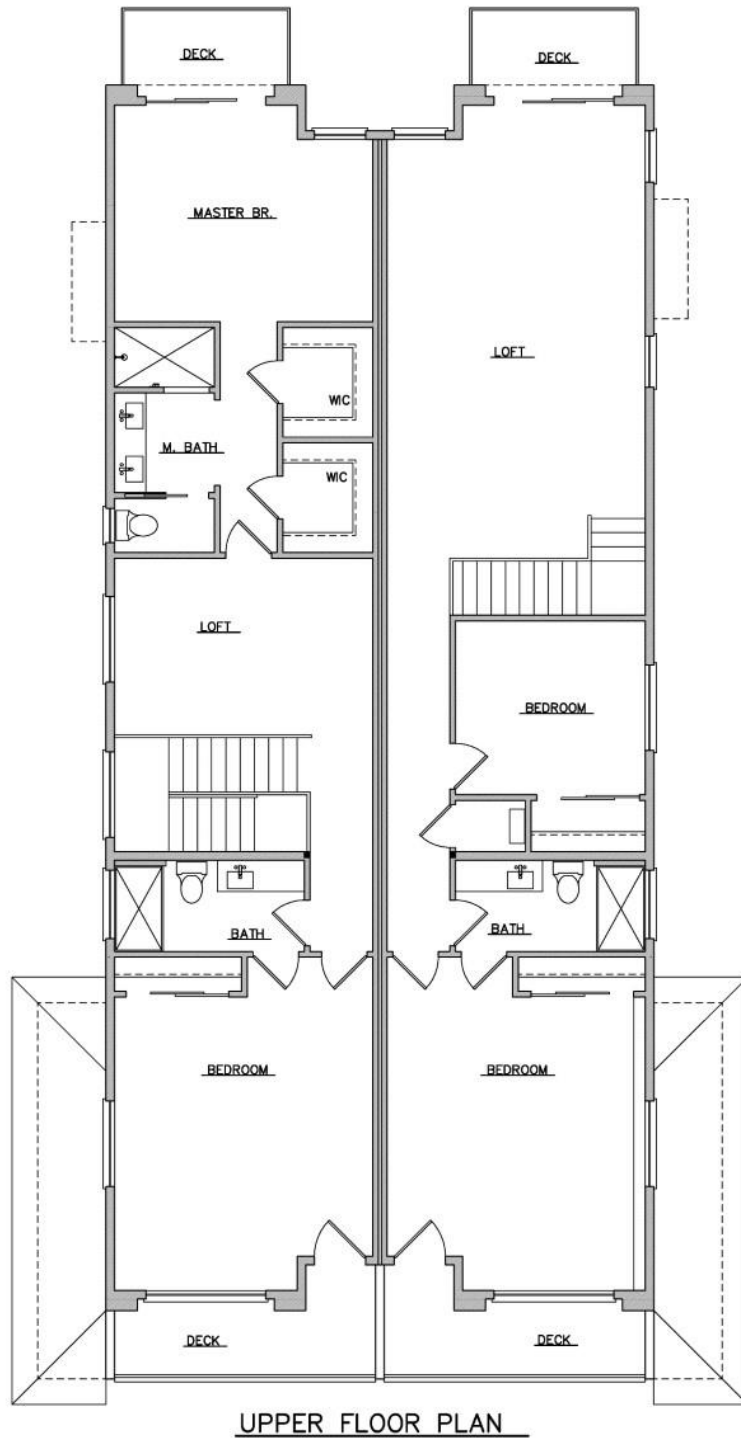 DECK
DECK
MASTER BR.
LOFT
WIC
M. BATH
WIC
LOFT
BEDROOM
BATH
BATH
BEDROOM
BEDROOM
DECK
DECK
UPPER FLOOR PLAN